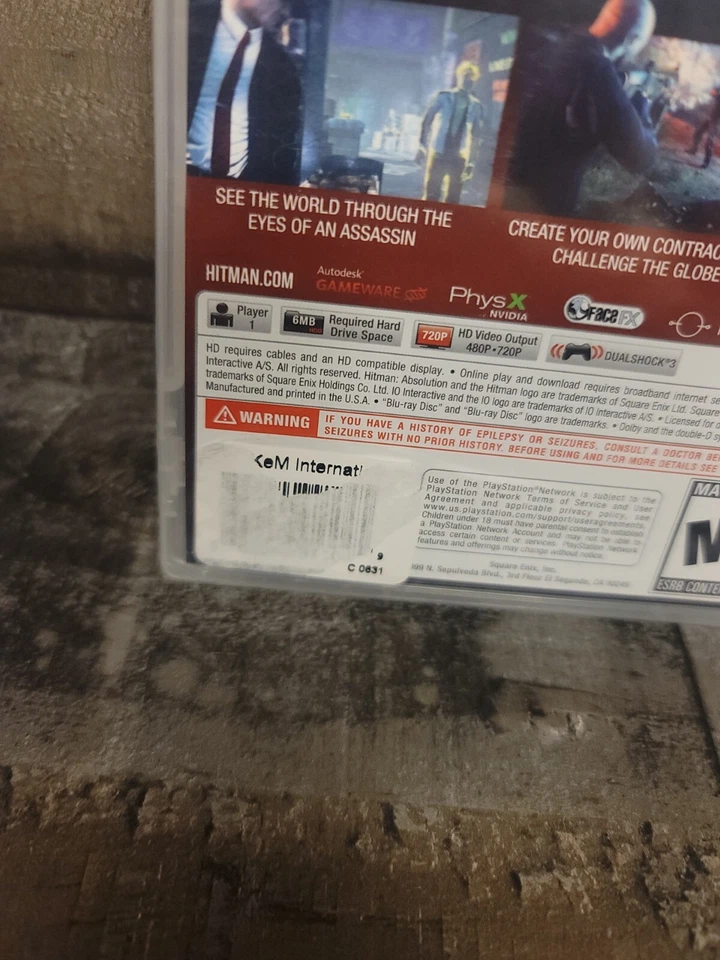 SEE THE WORLD THROUGH THE
EYES OF AN ASSASSIN
CREATE YOUR OWN
CHALLENGE THE
HITMAN.COM
Autodesk®
GAMEWARE
PhysX
NVIDIA
FaceFX
Player
1
6MB
Required Hard
Drive Space
720P
HD Video Output
480P•720P
DUALSHOCK®3
HD requires cables and an HD compatible display. • Online play and download requires broadband internet
Interactive A/S. All rights reserved. Hitman: Absolution and the Hitman logo are trademarks of Square Enix Ltd. Square
trademarks of Square Enix Holdings Co. Ltd. IO Interactive and the IO logo are trademarks of IO Interactive A/S. • Licensed for
Manufactured and printed in the U.S.A. • "Blu-ray Disc" and "Blu-ray Disc" logo are trademarks. • Dolby and the double-D
WARNING
IF YOU HAVE A HISTORY OF EPILEPSY OR SEIZURES, CONSULT A DOCTOR
SEIZURES WITH NO PRIOR HISTORY. BEFORE USING AND FOR MORE DETAILS SEE
KeM
9
C 0831
Use of the PlayStation®Network is subject to the
PlayStation Network Terms of Service and User
Agreement and applicable privacy policy, see
www.us.playstation.com/support/useragreements.
Children under 18 must have parental consent to establish
a PlayStation Network Account and may not be able to
access certain content or services. PlayStation Network
features and offerings may change without notice.
Square Enix, Inc.
N. Sepulveda Blvd., 3rd Floor El Segundo, CA
M
ESRB